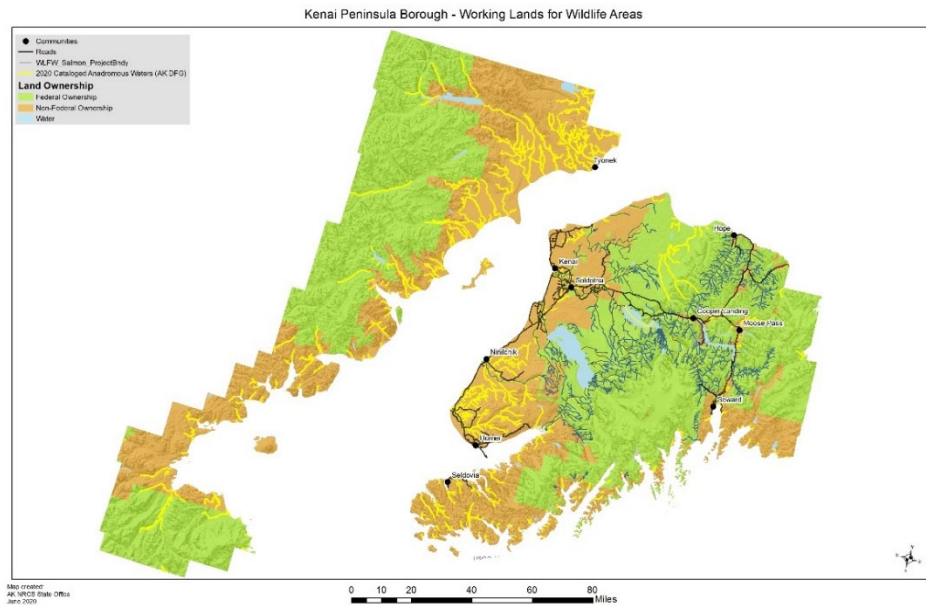 Kenai Peninsula Borough - Working Lands for Wildlife Areas
Communities
Roads
WLFW_Salmon_ProjectBndy
2020 Cataloged Anadromous Waters (AK DFG)
Land Ownership
Federal Ownership
Non-Federal Ownership
Water
Tyonek
Hope
Kenai
Soldotna
Cooper Landing
Moose Pass
Ninilchik
Seward
Homer
Seldovia
Map created:
AK NRCS State Office
June 2020
0 5 10 20 30 40 60 80
Miles